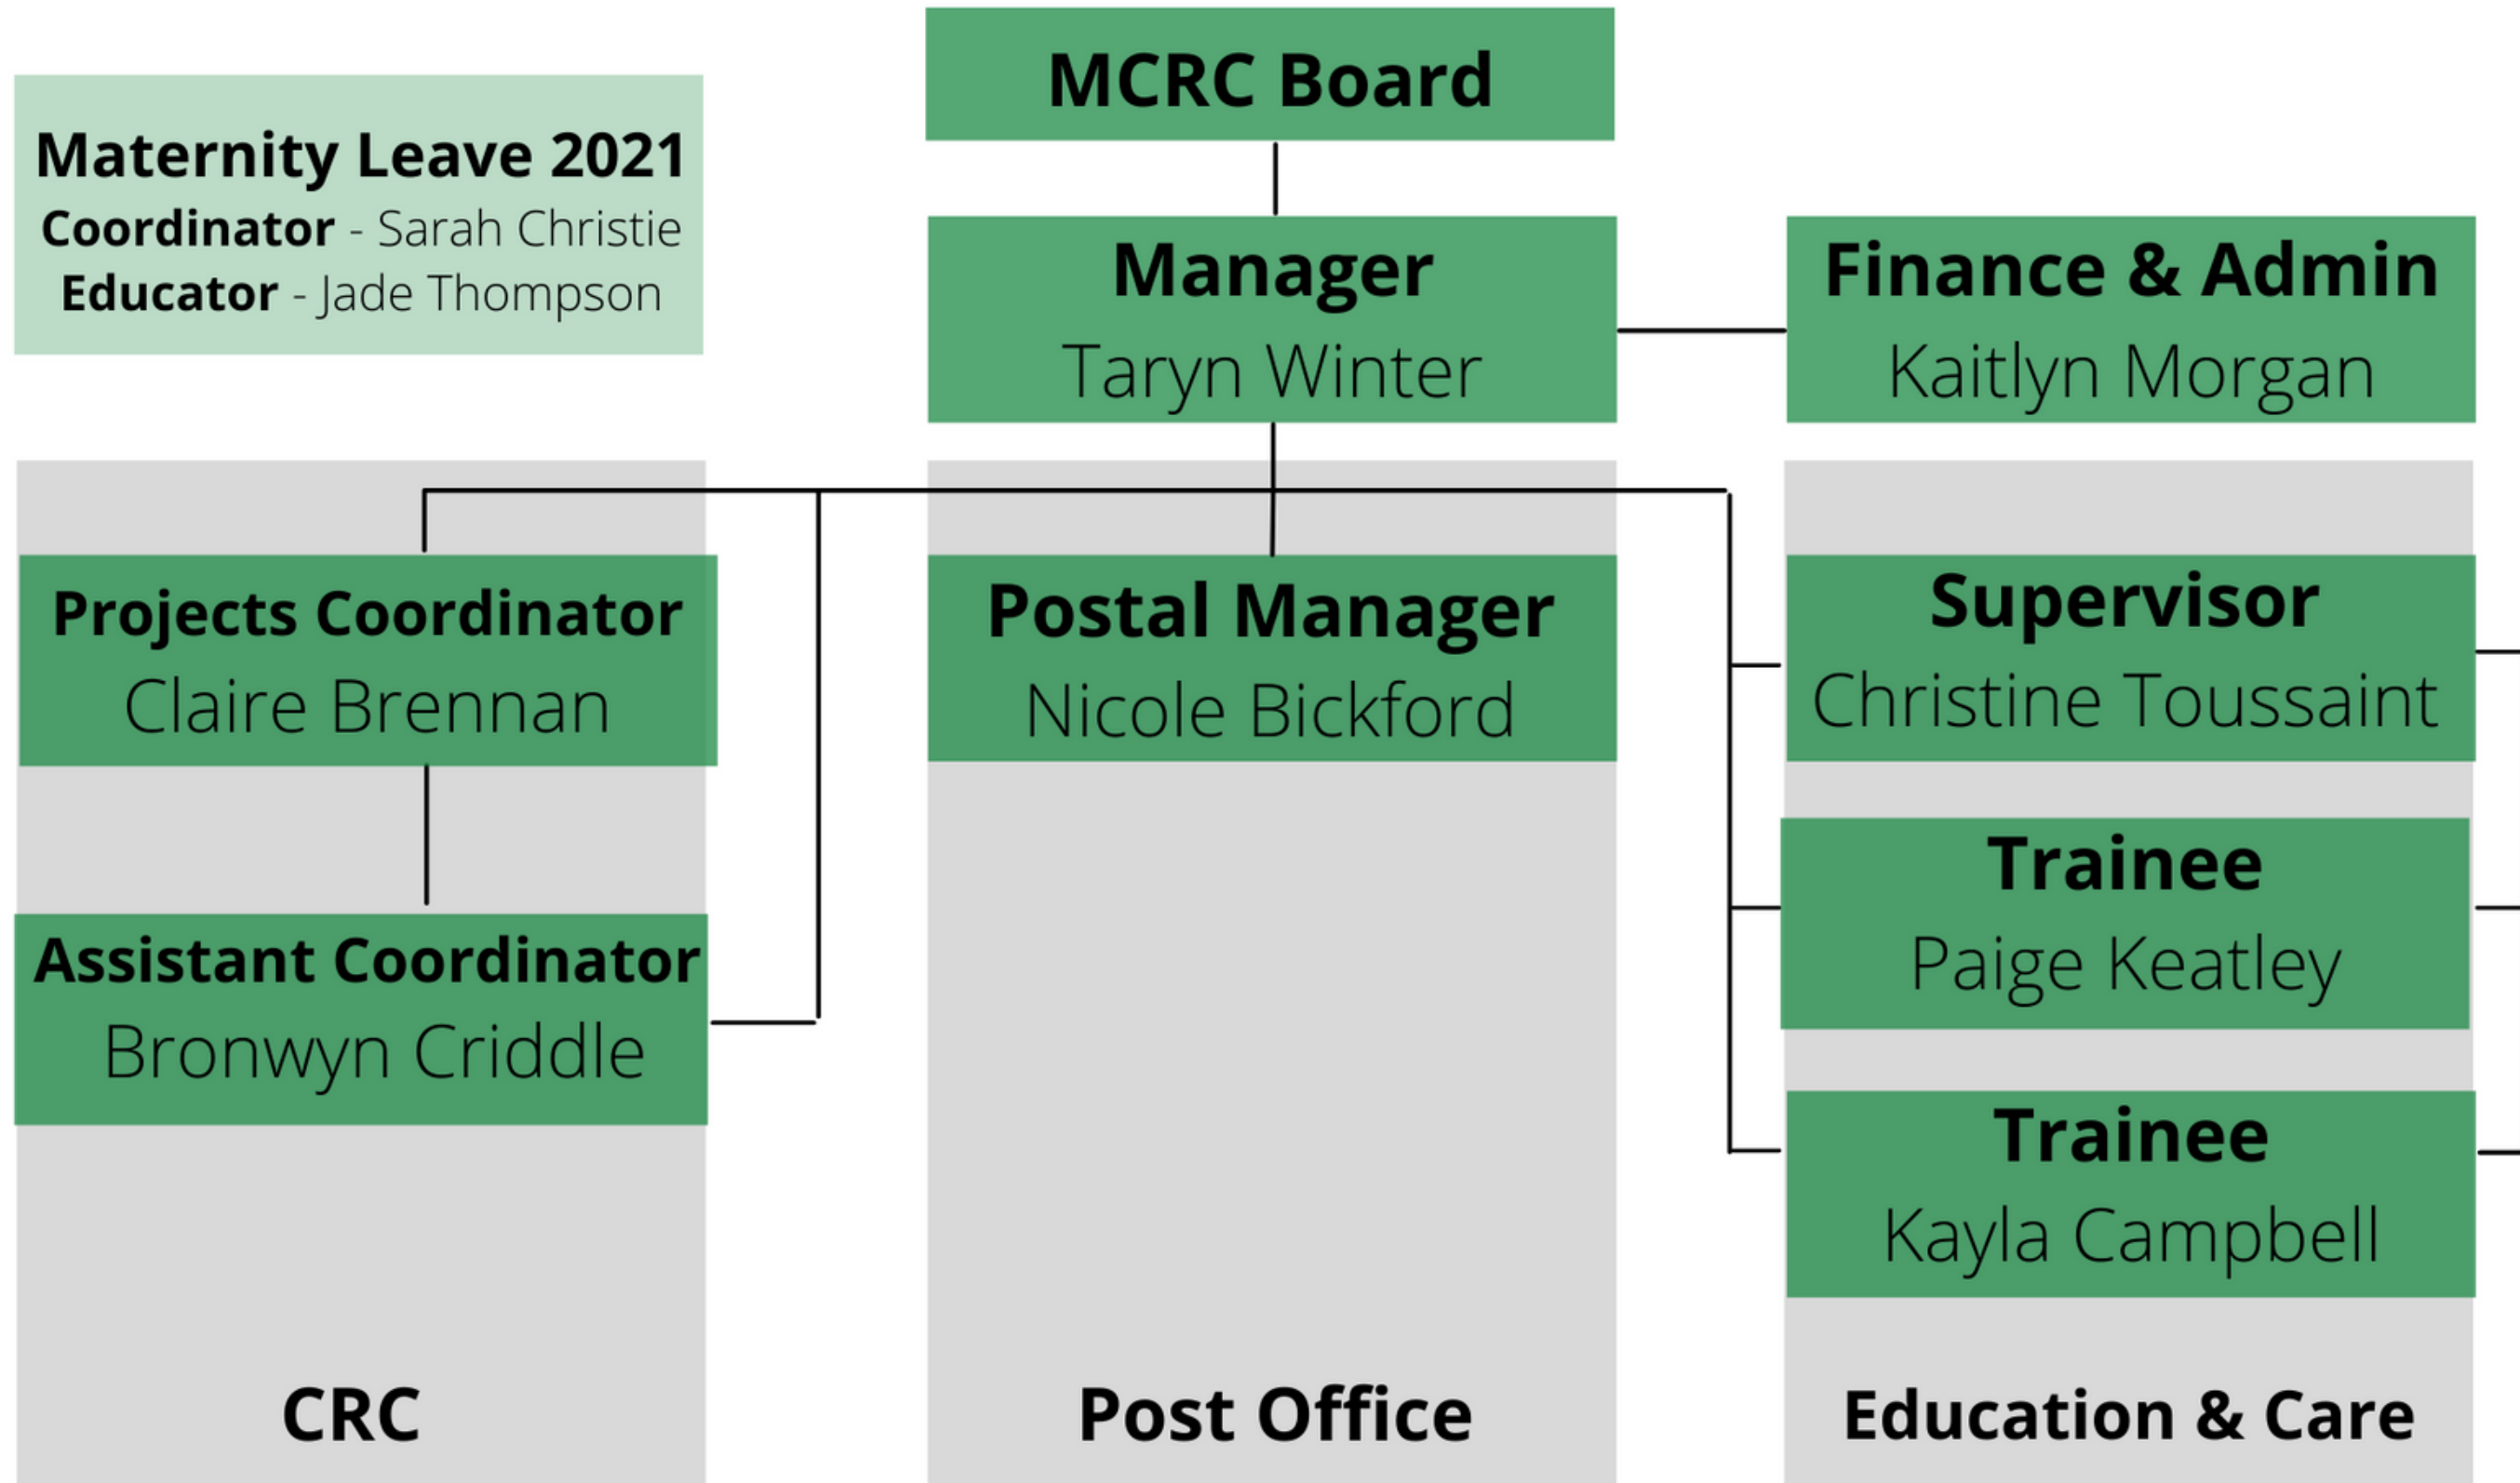 MCRC Board
Maternity Leave 2021
Coordinator - Sarah Christie
Educator - Jade Thompson
Manager
Taryn Winter
Finance & Admin
Kaitlyn Morgan
Projects Coordinator
Claire Brennan
Assistant Coordinator
Bronwyn Criddle
CRC
Postal Manager
Nicole Bickford
Post Office
Supervisor
Christine Toussaint
Trainee
Paige Keatley
Trainee
Kayla Campbell
Education & Care